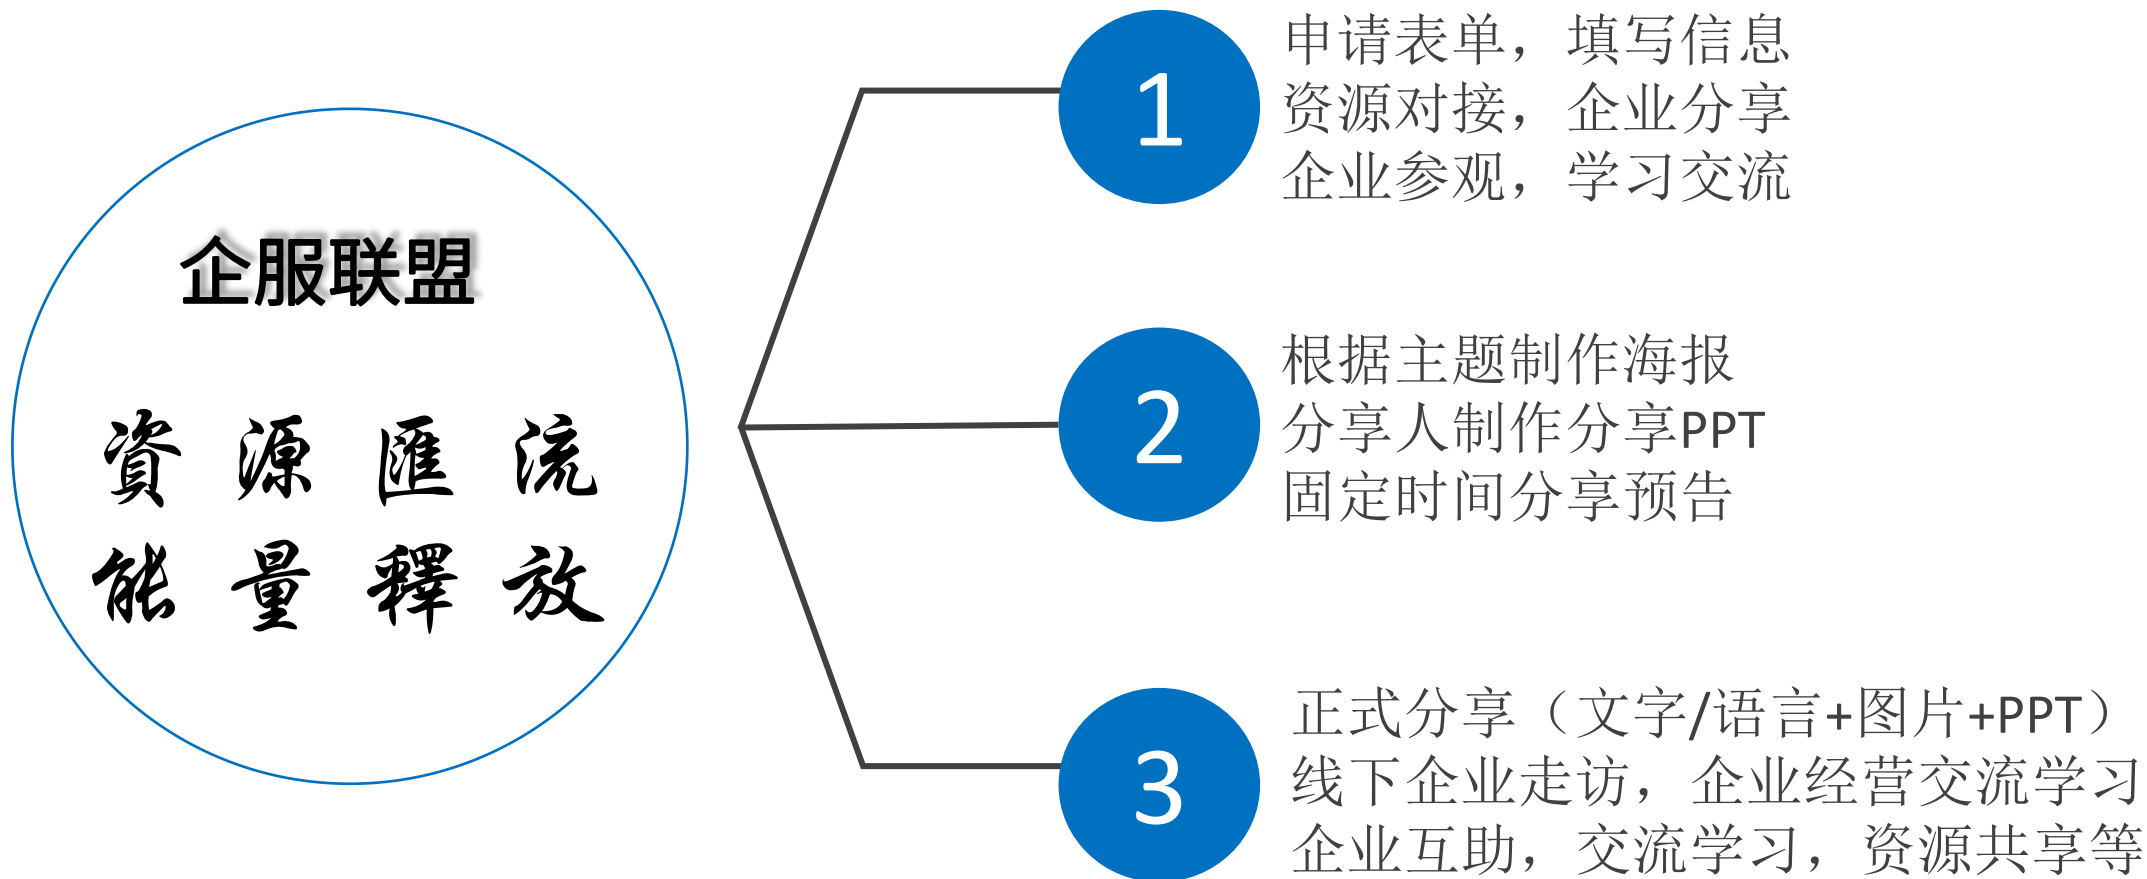 企服联盟
資源匯流
能量釋放
1
申请表单，填写信息
资源对接，企业分享
企业参观，学习交流
2
根据主题制作海报
分享人制作分享PPT
固定时间分享预告
3
正式分享（文字/语言+图片+PPT）
线下企业走访，企业经营交流学习
企业互助，交流学习，资源共享等